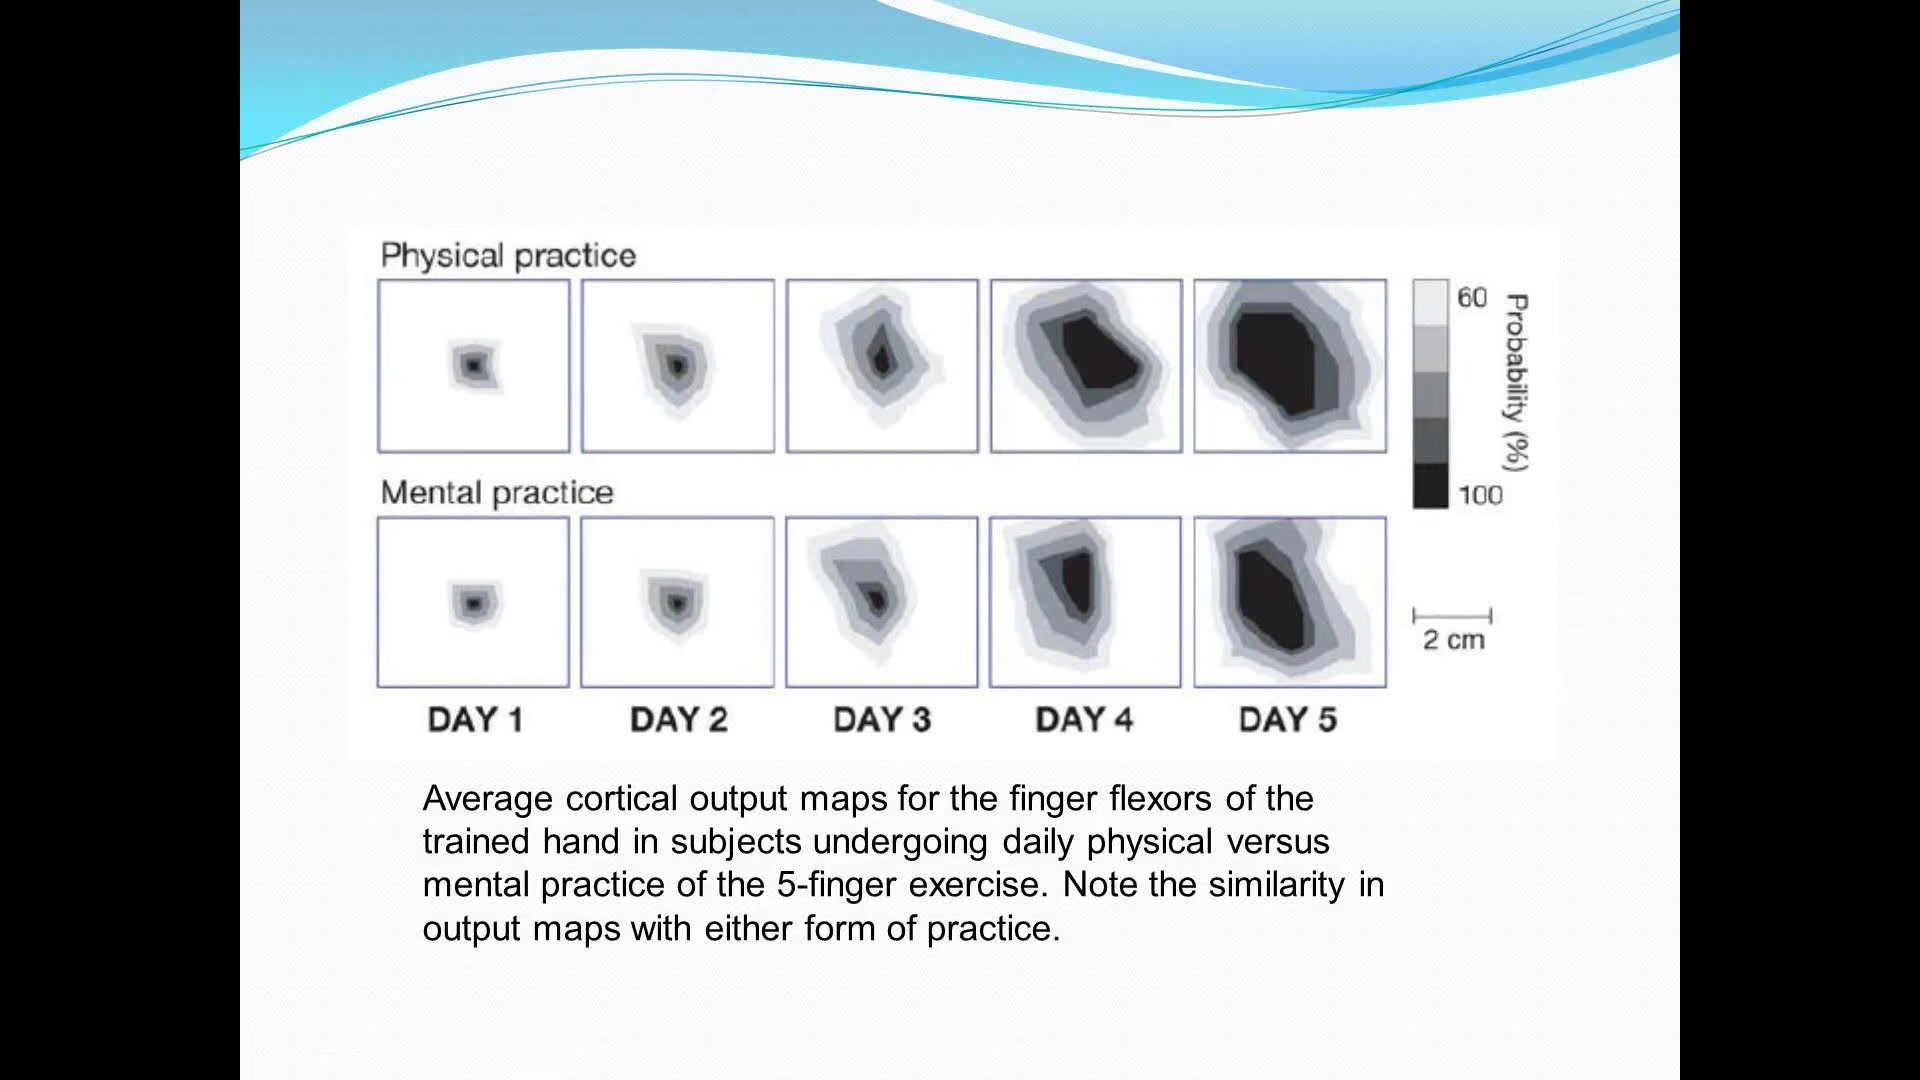 Physical practice
60
Probability (%)
100
Mental practice
2 cm
DAY 1
DAY 2
DAY 3
DAY 4
DAY 5
Average cortical output maps for the finger flexors of the
trained hand in subjects undergoing daily physical versus
mental practice of the 5-finger exercise. Note the similarity in
output maps with either form of practice.